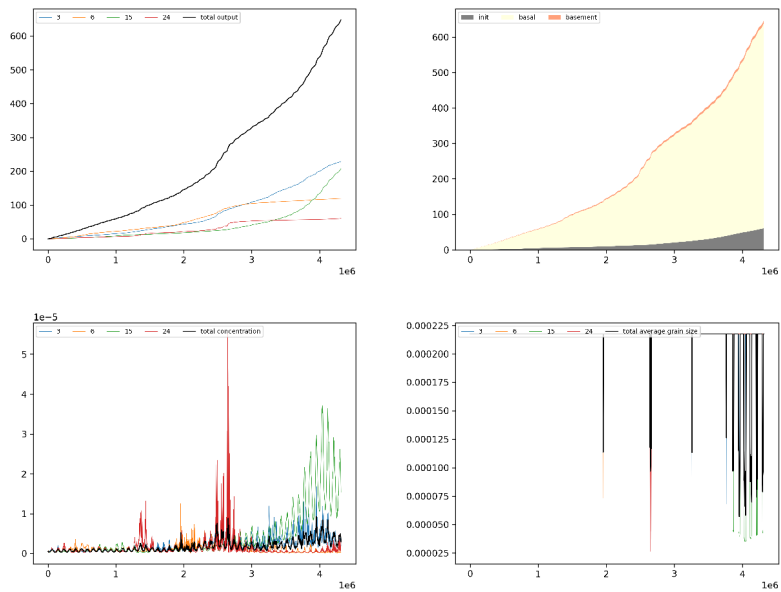 3 6 15 24 total output
600
500
400
300
200
100
0
0 1 2 3 4
1e6
init basal basement
600
500
400
300
200
100
0
0 1 2 3 4
1e6
1e-5
3 6 15 24 total concentration
5
4
3
2
1
0
0 1 2 3 4
1e6
3 6 15 24 total average grain size
0.000225
0.000200
0.000175
0.000150
0.000125
0.000100
0.000075
0.000050
0.000025
0 1 2 3 4
1e6